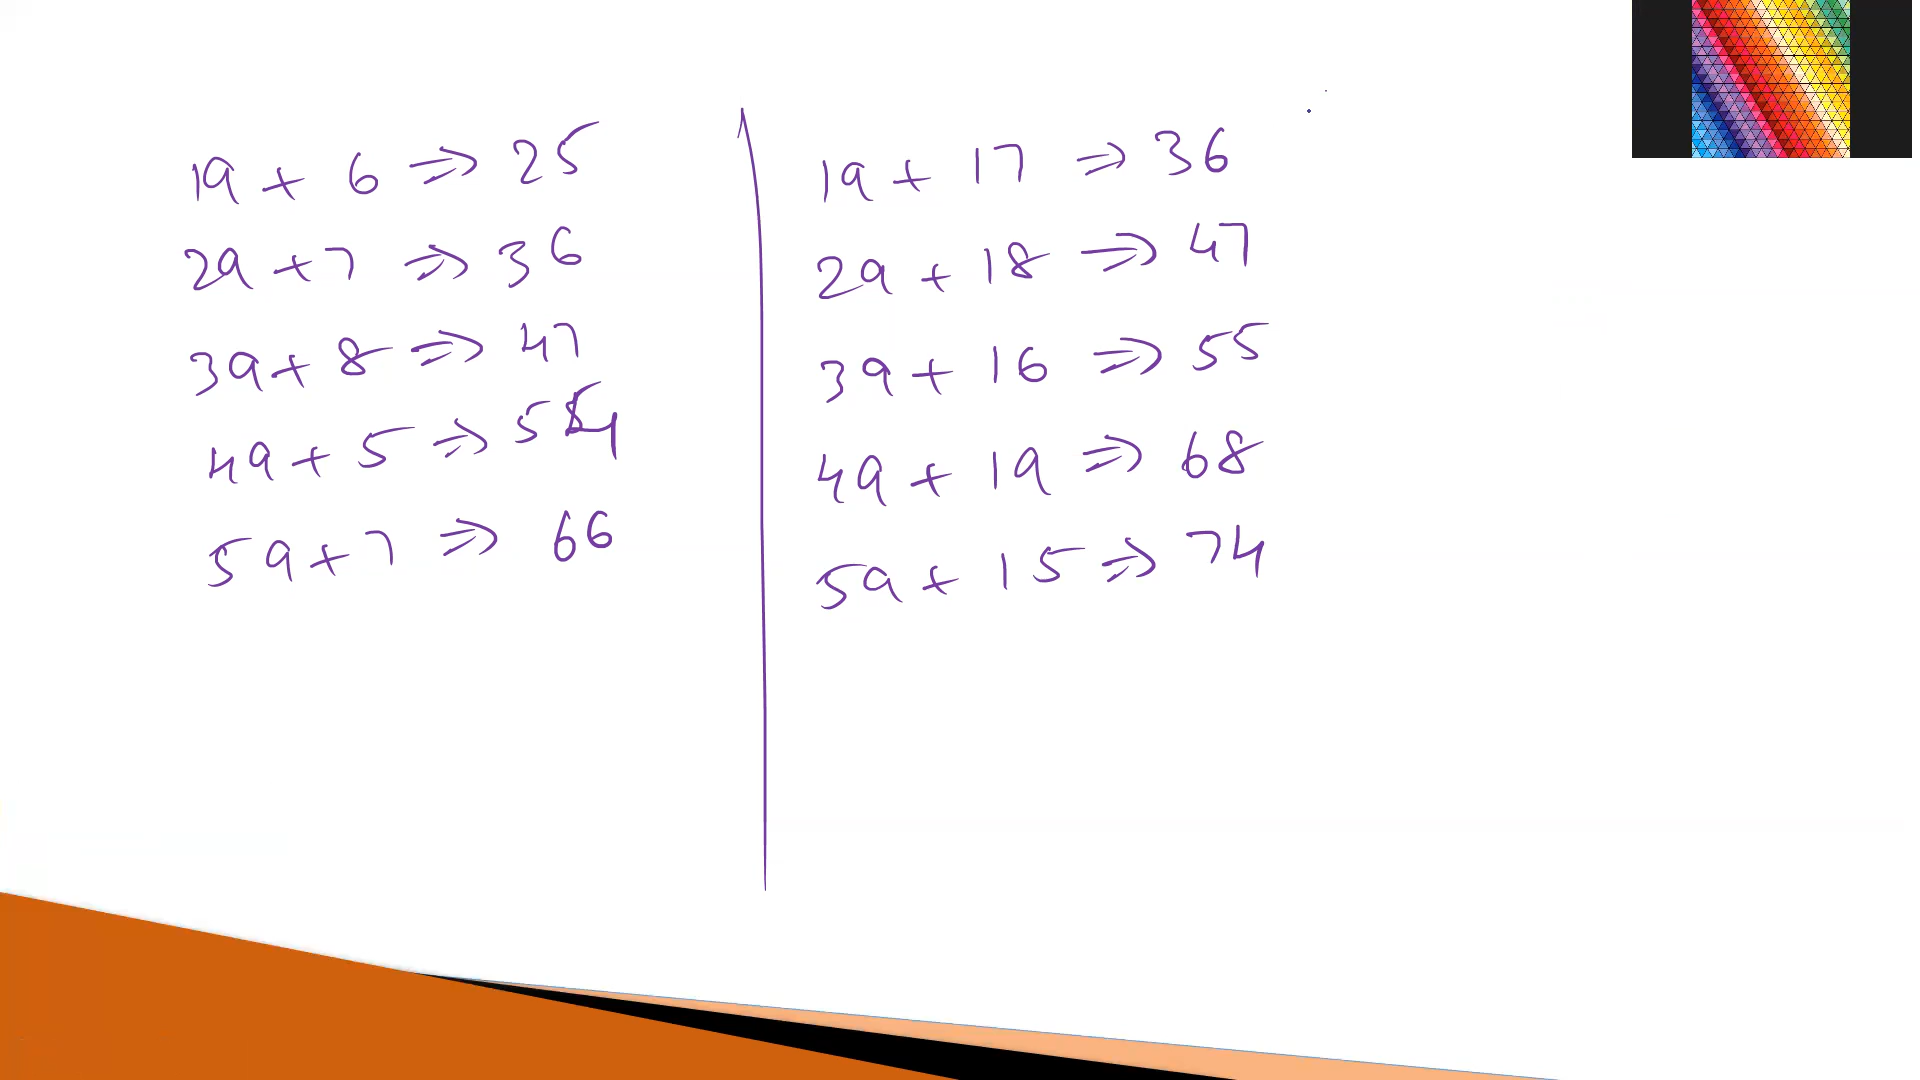 19 + 6 ⇒ 25
29 + 7 ⇒ 36
39 + 8 ⇒ 47
49 + 5 ⇒ 54
59 + 7 ⇒ 66
19 + 17 ⇒ 36
29 + 18 ⇒ 47
39 + 16 ⇒ 55
49 + 19 ⇒ 68
59 + 15 ⇒ 74